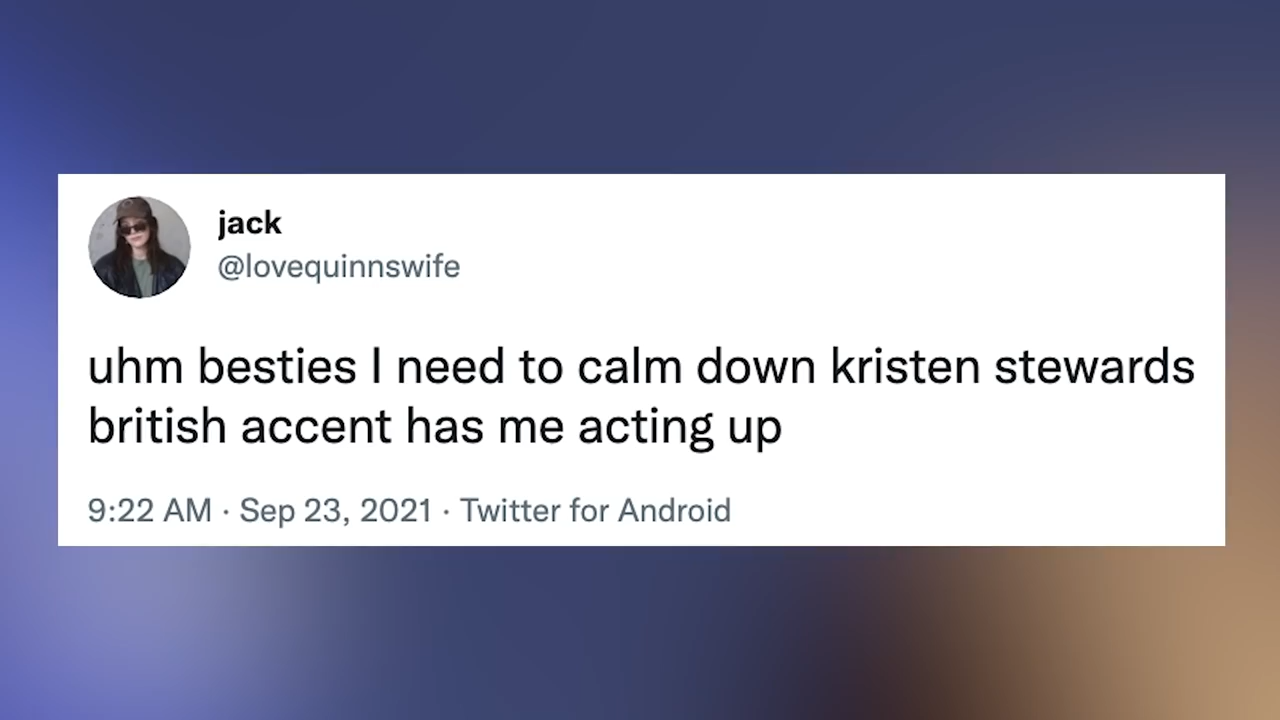 jack
@lovequinnswife
uhm besties I need to calm down kristen stewards
british accent has me acting up
9:22 AM · Sep 23, 2021 · Twitter for Android